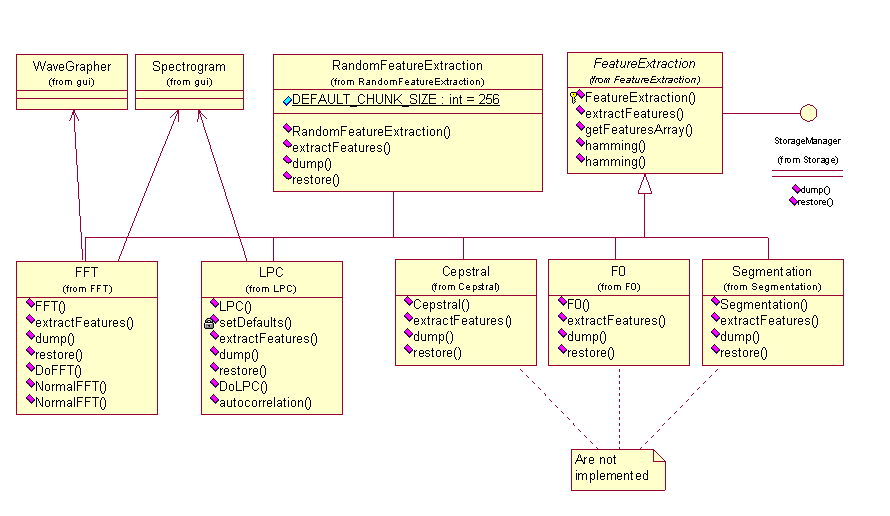 WaveGrapher
(from gui)
Spectrogram
(from gui)
RandomFeatureExtraction
(from RandomFeatureExtraction)
DEFAULT_CHUNK_SIZE : int = 256
RandomFeatureExtraction()
extractFeatures()
dump()
restore()
FeatureExtraction
(from FeatureExtraction)
FeatureExtraction()
extractFeatures()
getFeaturesArray()
hamming()
hamming()
StorageManager
(from Storage)
dump()
restore()
FFT
(from FFT)
FFT()
extractFeatures()
dump()
restore()
DoFFT()
NormalFFT()
NormalFFT()
LPC
(from LPC)
LPC()
setDefaults()
extractFeatures()
dump()
restore()
DoLPC()
autocorrelation()
Cepstral
(from Cepstral)
Cepstral()
extractFeatures()
dump()
restore()
F0
(from F0)
F0()
extractFeatures()
dump()
restore()
Segmentation
(from Segmentation)
Segmentation()
extractFeatures()
dump()
restore()
Are not
implemented